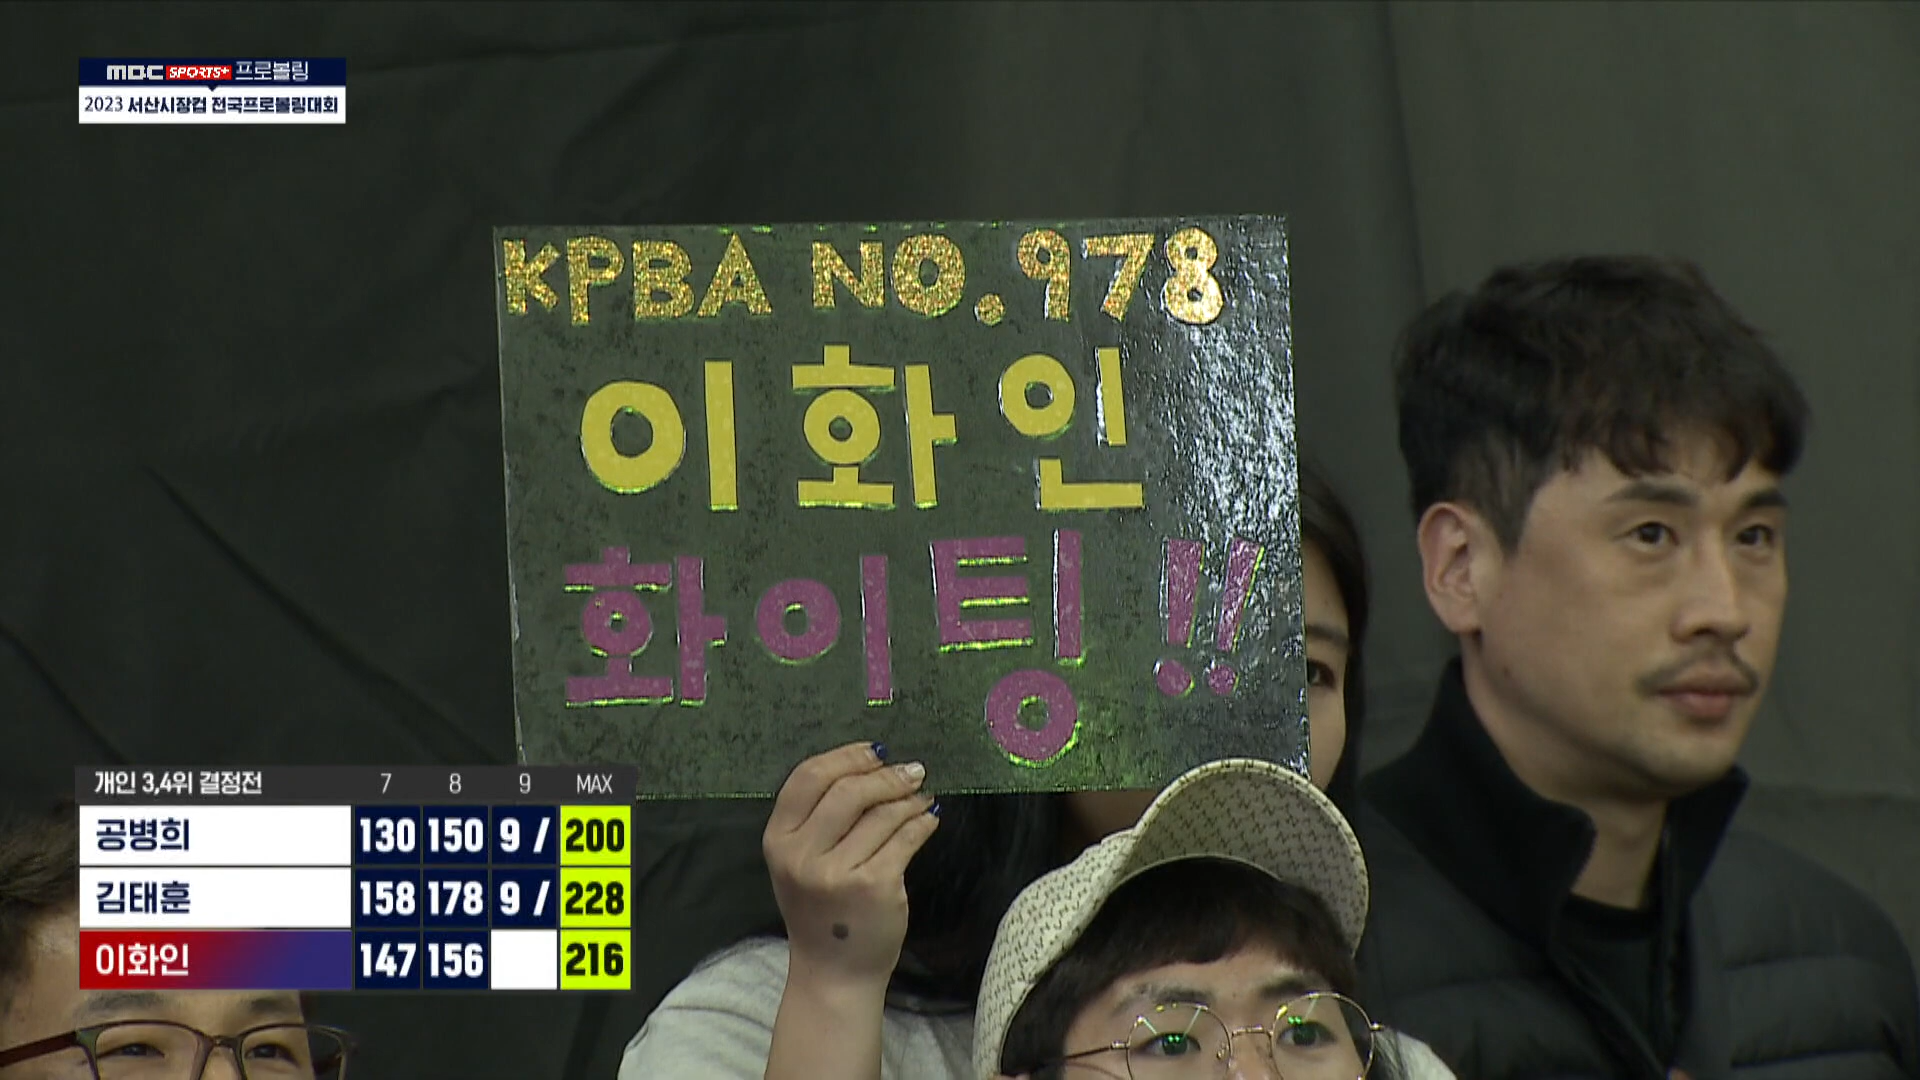 MBC SPORTS+ 프로볼링
2023 서산시장컵 전국프로볼링대회
KPBA NO.978
이화인
화이팅!!
개인 3,4위 결정전 7 8 9 MAX
공병희 130 150 9 / 200
김태훈 158 178 9 / 228
이화인 147 156 216